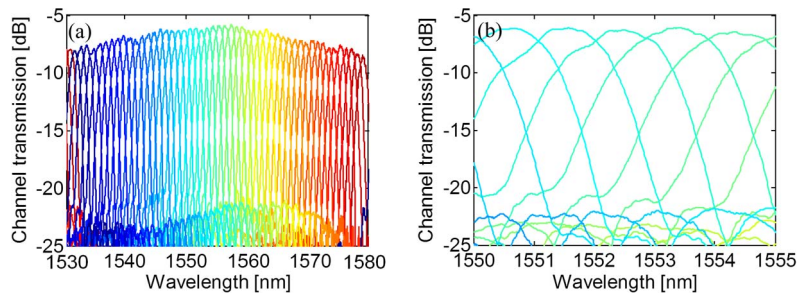 (a)
Channel transmission [dB]
-5
-10
-15
-20
-25
1530 1540 1550 1560 1570 1580
Wavelength [nm]
(b)
Channel transmission [dB]
-5
-10
-15
-20
-25
1550 1551 1552 1553 1554 1555
Wavelength [nm]